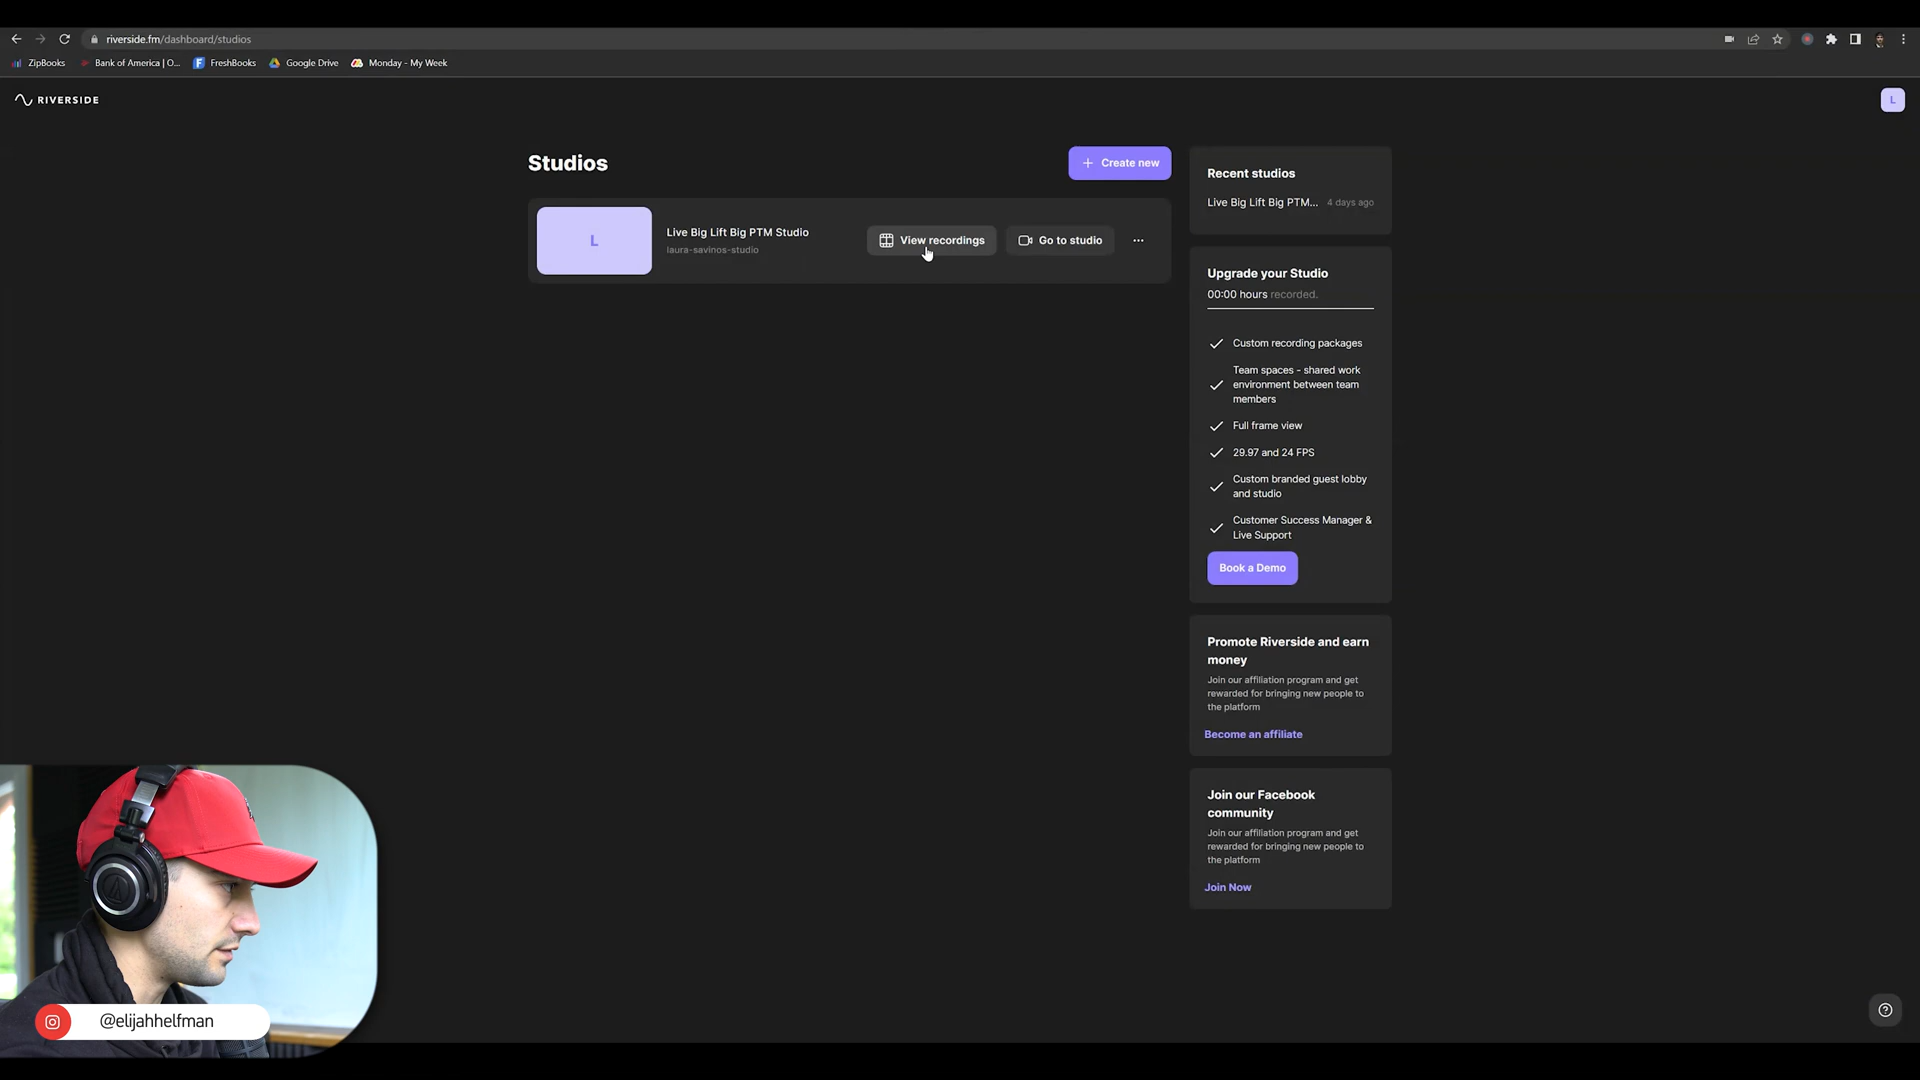 riverside.fm/dashboard/studios
ZipBooks
Bank of America | O...
FreshBooks
Google Drive
Monday - My Week
RIVERSIDE
L
Studios
Create new
L
Live Big Lift Big PTM Studio
laura-savinos-studio
View recordings
Go to studio
Recent studios
Live Big Lift Big PTM... 4 days ago
Upgrade your Studio
00:00 hours recorded.
Custom recording packages
Team spaces - shared work
environment between team
members
Full frame view
29.97 and 24 FPS
Custom branded guest lobby
and studio
Customer Success Manager &
Live Support
Book a Demo
Promote Riverside and earn
money
Join our affiliation program and get
rewarded for bringing new people to
the platform
Become an affiliate
Join our Facebook
community
Join our affiliation program and get
rewarded for bringing new people to
the platform
Join Now
@elijahhelfman